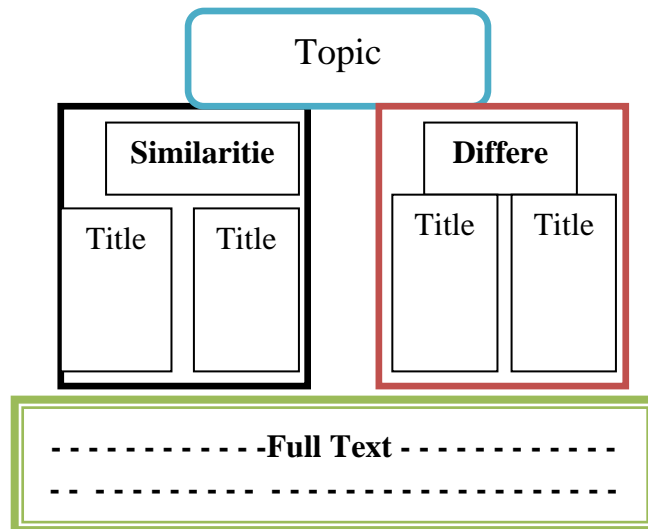 Topic
Similaritie
Differe
Title
Title
Title
Title
- - - - - - - - - - - -Full Text - - - - - - - - - - - -
- - - - - - - - - - - - - - - - - - - - - - - - - - - - -